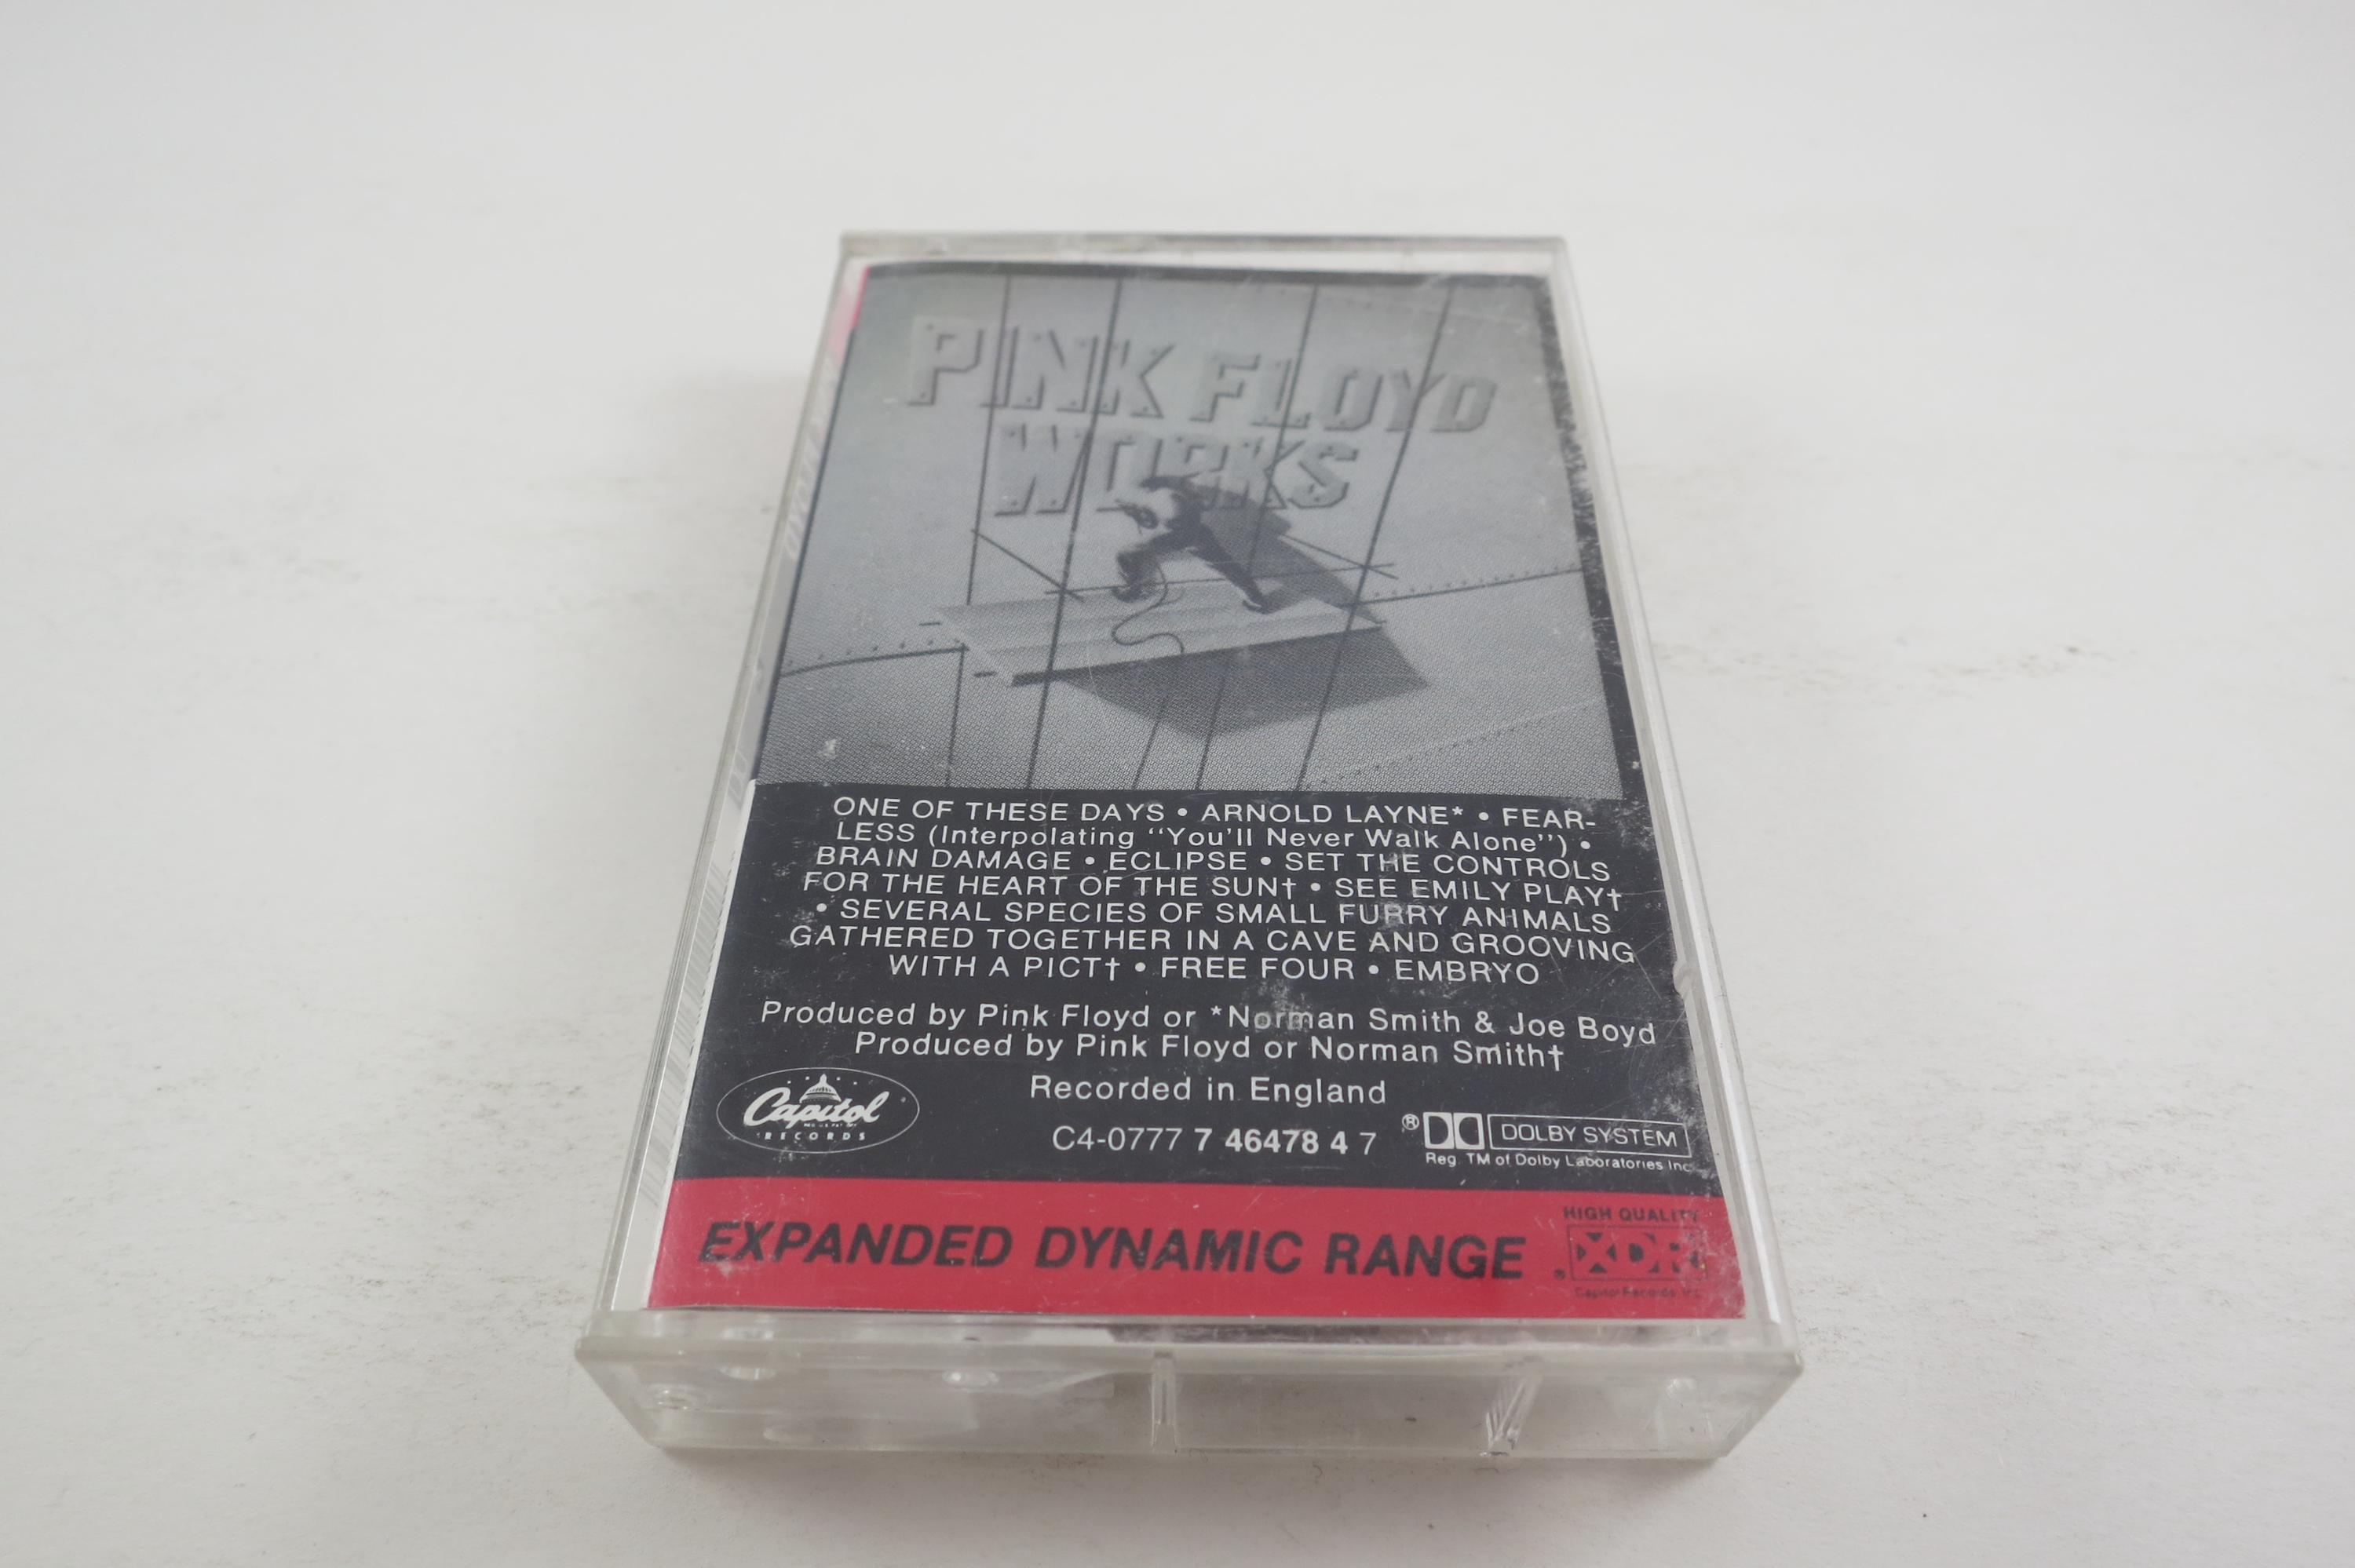 PINK FLOYD
WORKS
ONE OF THESE DAYS • ARNOLD LAYNE* • FEAR-
LESS (Interpolating "You'll Never Walk Alone") •
BRAIN DAMAGE • ECLIPSE • SET THE CONTROLS
FOR THE HEART OF THE SUN† • SEE EMILY PLAY†
• SEVERAL SPECIES OF SMALL FURRY ANIMALS
GATHERED TOGETHER IN A CAVE AND GROOVING
WITH A PICT† • FREE FOUR • EMBRYO
Produced by Pink Floyd or *Norman Smith & Joe Boyd
Produced by Pink Floyd or Norman Smith†
Recorded in England
Capitol
RECORDS
C4-0777 7 46478 4 7
® DOLBY SYSTEM
Reg. TM of Dolby Laboratories Inc.
EXPANDED DYNAMIC RANGE
HIGH QUALITY
XDR
Capitol Records, Inc.